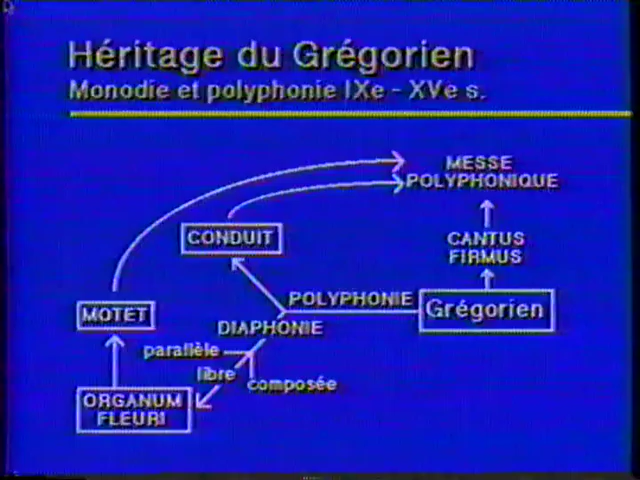 Héritage du Grégorien
Monodie et polyphonie IXe - XVe s.
MESSE
POLYPHONIQUE
CONDUIT
CANTUS
FIRMUS
POLYPHONIE
Grégorien
MOTET
DIAPHONIE
parallèle
libre
composée
ORGANUM
FLEURI